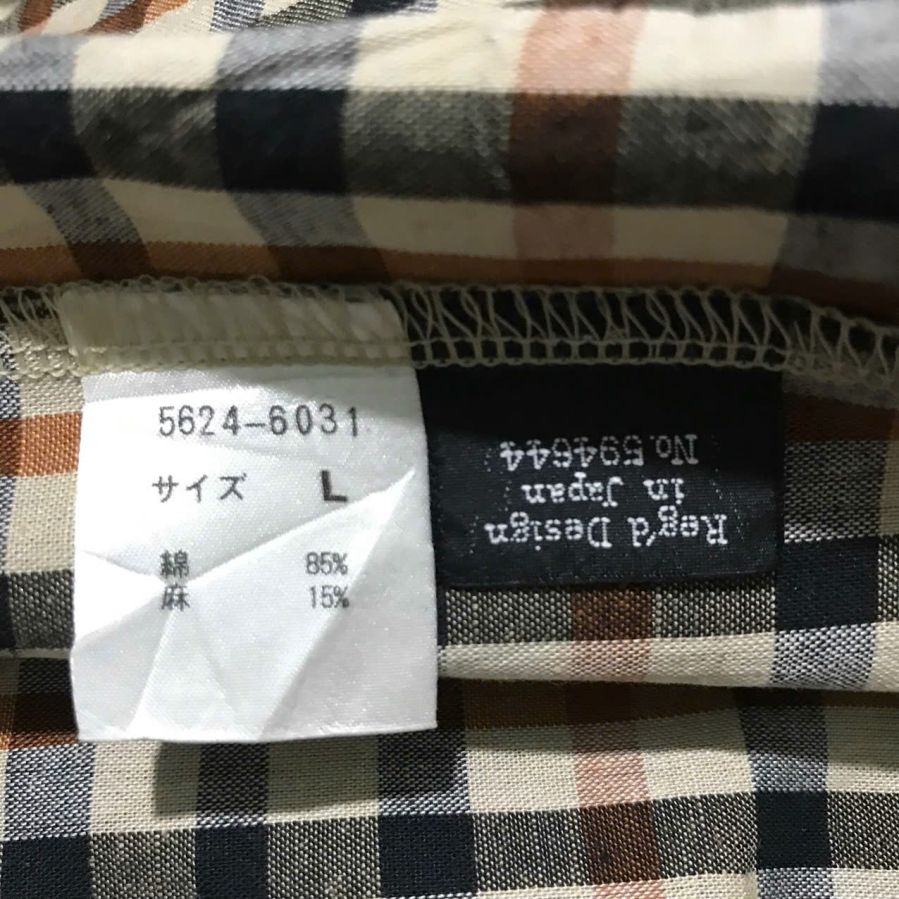 5624-6031
サイズ L
綿 85%
麻 15%
Reg'd Design
in Japan
No.594644